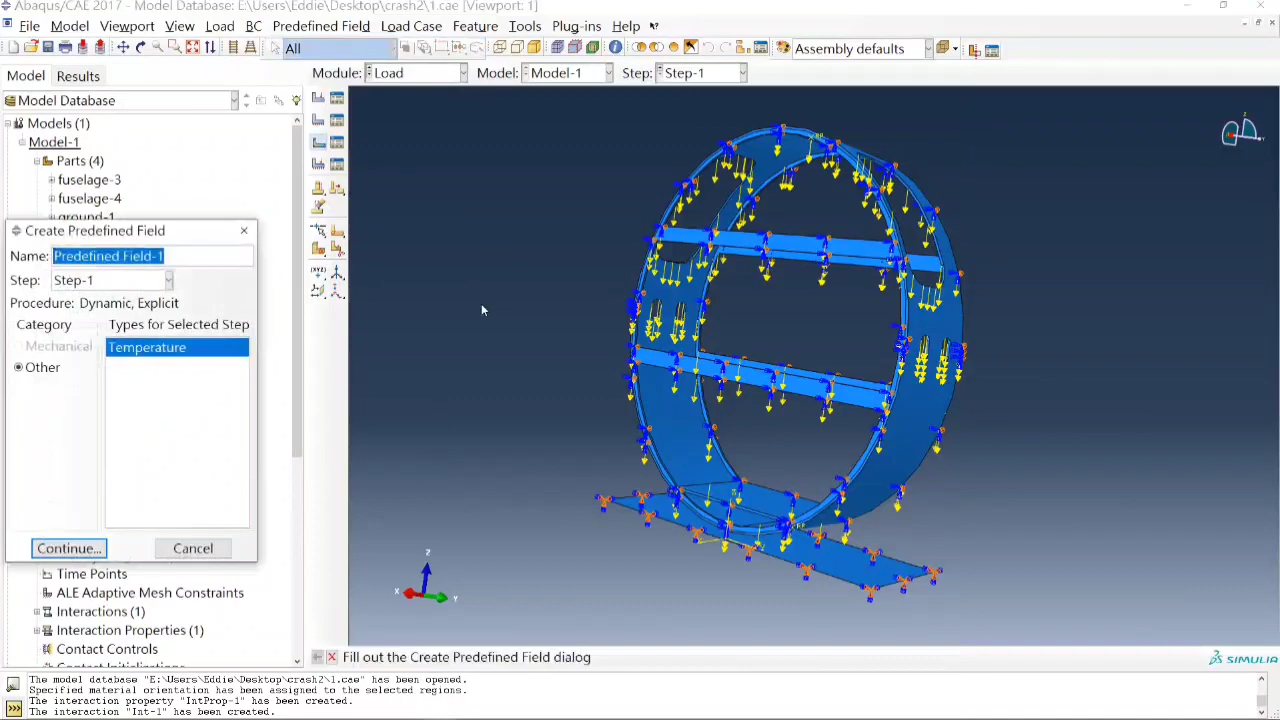 Abaqus/CAE 2017 - Model Database: E:\Users\Eddie\Desktop\crash2\1.cae [Viewport: 1]
File Model Viewport View Load BC Predefined Field Load Case Feature Tools Plug-ins Help
All
Assembly defaults
Model Results
Module: Load Model: Model-1 Step: Step-1
Model Database
Models (1)
Model-1
Parts (4)
fuselage-3
fuselage-4
ground-1
Create Predefined Field
Name: Predefined Field-1
Step: Step-1
Procedure: Dynamic, Explicit
Category Types for Selected Step
Mechanical Temperature
Other
Continue... Cancel
Time Points
ALE Adaptive Mesh Constraints
Interactions (1)
Interaction Properties (1)
Contact Controls
Contact Initializations
RP
RP
Z
X
Y
Fill out the Create Predefined Field dialog
SIMULIA
The model database "E:\Users\Eddie\Desktop\crash2\1.cae" has been opened.
Specified material orientation has been assigned to the selected regions.
The interaction property "IntProp-1" has been created.
The interaction "Int-1" has been created.